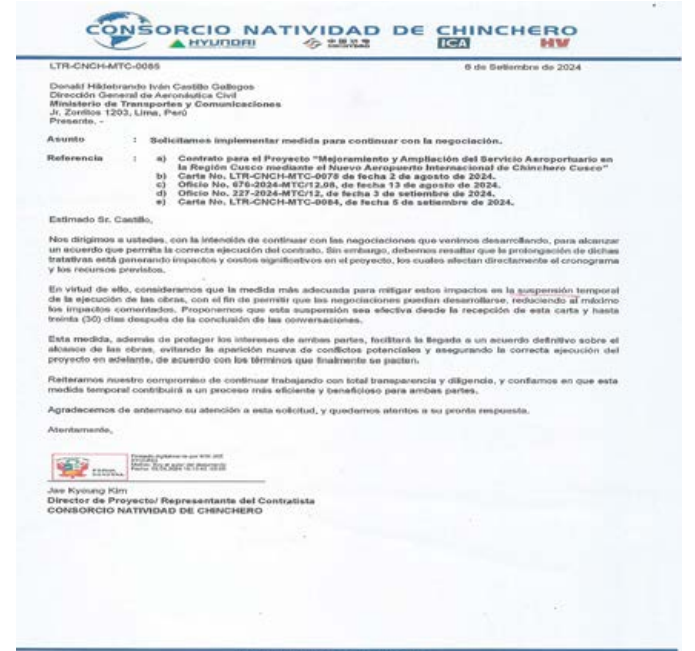 CONSORCIO NATIVIDAD DE CHINCHERO
HYUNDAI ICA HV
LTR-CNCH-MTC-0085 6 de Setiembre de 2024
Donald Hildebrando Iván Castillo Gallegos
Dirección General de Aeronáutica Civil
Ministerio de Transportes y Comunicaciones
Jr. Zorritos 1203, Lima, Perú
Presente. -
Asunto : Solicitamos implementar medida para continuar con la negociación.
Referencia : a) Contrato para el Proyecto "Mejoramiento y Ampliación del Servicio Aeroportuario en
la Región Cusco mediante el Nuevo Aeropuerto Internacional de Chinchero Cusco"
b) Carta No. LTR-CNCH-MTC-0078 de fecha 2 de agosto de 2024.
c) Oficio No. 676-2024-MTC/12.08, de fecha 13 de agosto de 2024.
d) Oficio No. 227-2024-MTC/12, de fecha 3 de setiembre de 2024.
e) Carta No. LTR-CNCH-MTC-0084, de fecha 5 de setiembre de 2024.
Estimado Sr. Castillo,
Nos dirigimos a ustedes, con la intención de continuar con las negociaciones que venimos desarrollando, para alcanzar
un acuerdo que permita la correcta ejecución del contrato. Sin embargo, debemos resaltar que la prolongación de dichas
tratativas está generando impactos y costos significativos en el proyecto, los cuales afectan directamente el cronograma
y los recursos previstos.
En virtud de ello, consideramos que la medida más adecuada para mitigar estos impactos es la suspensión temporal
de la ejecución de las obras, con el fin de permitir que las negociaciones puedan desarrollarse, reduciendo al máximo
los impactos comentados. Proponemos que esta suspensión sea efectiva desde la recepción de esta carta y hasta
treinta (30) días después de la conclusión de las conversaciones.
Esta medida, además de proteger los intereses de ambas partes, facilitará la llegada a un acuerdo definitivo sobre el
alcance de las obras, evitando la aparición nueva de conflictos potenciales y asegurando la correcta ejecución del
proyecto en adelante, de acuerdo con los términos que finalmente se pacten.
Reiteramos nuestro compromiso de continuar trabajando con total transparencia y diligencia, y confiamos en que esta
medida temporal contribuirá a un proceso más eficiente y beneficioso para ambas partes.
Agradecemos de antemano su atención a esta solicitud, y quedamos atentos a su pronta respuesta.
Atentamente,
Jae Kyoung Kim
Director de Proyecto/ Representante del Contratista
CONSORCIO NATIVIDAD DE CHINCHERO